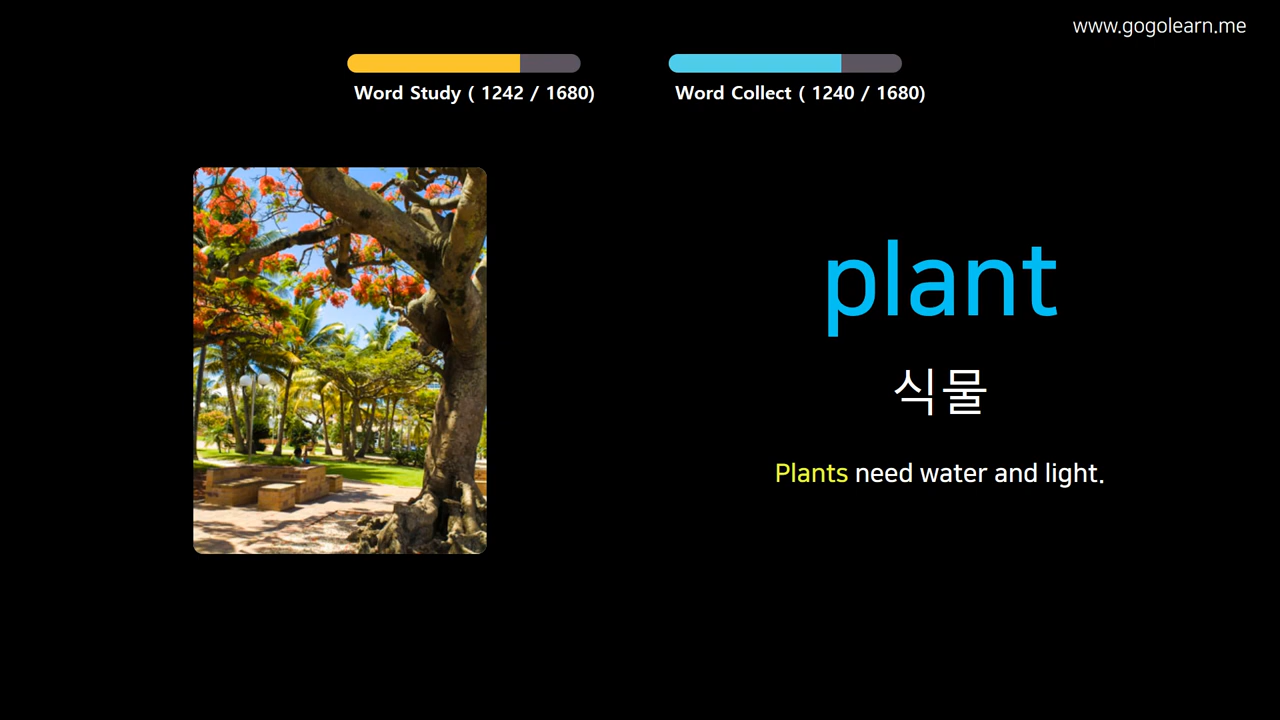 www.gogolearn.me
Word Study ( 1242 / 1680)
Word Collect ( 1240 / 1680)
plant
식물
Plants need water and light.